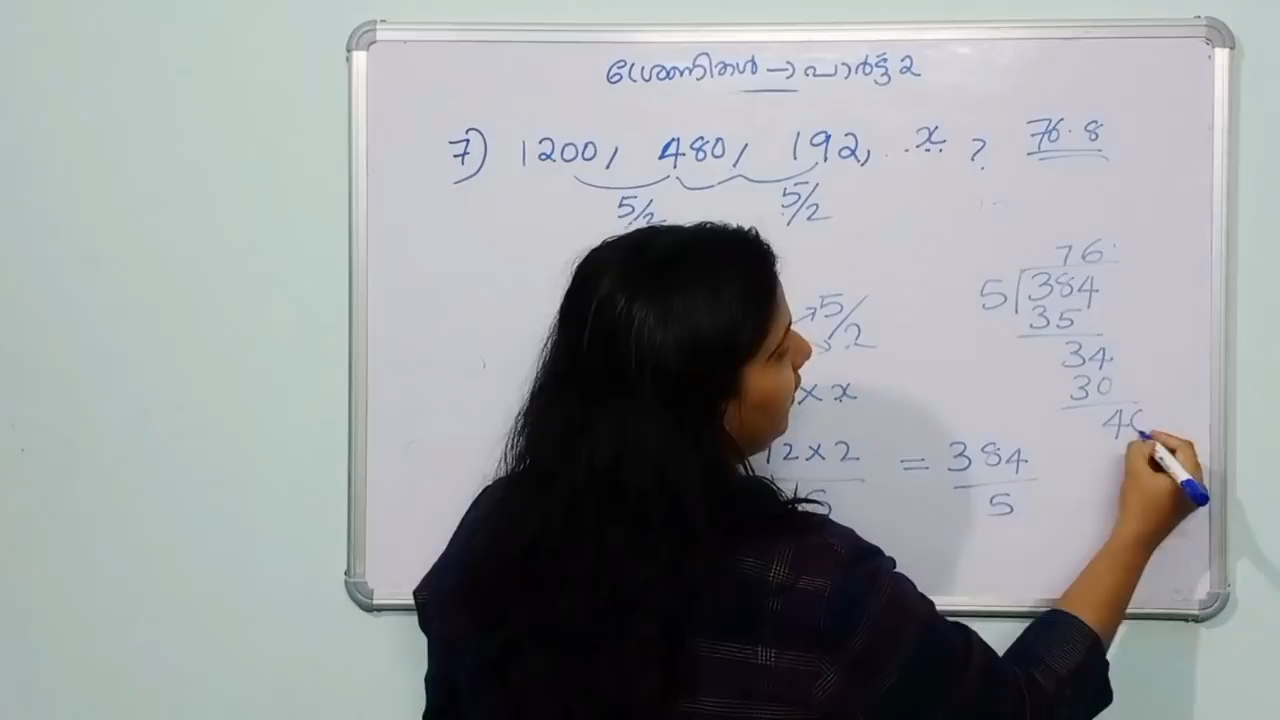 ശ്രേണികൾ → പാർട്ട് 2
7) 1200, 480, 192, ..x.. ? 76.8
5/2 5/2
76.
5/2
5 384
35
34
30
x x
40
12 x 2 = 384
5 5